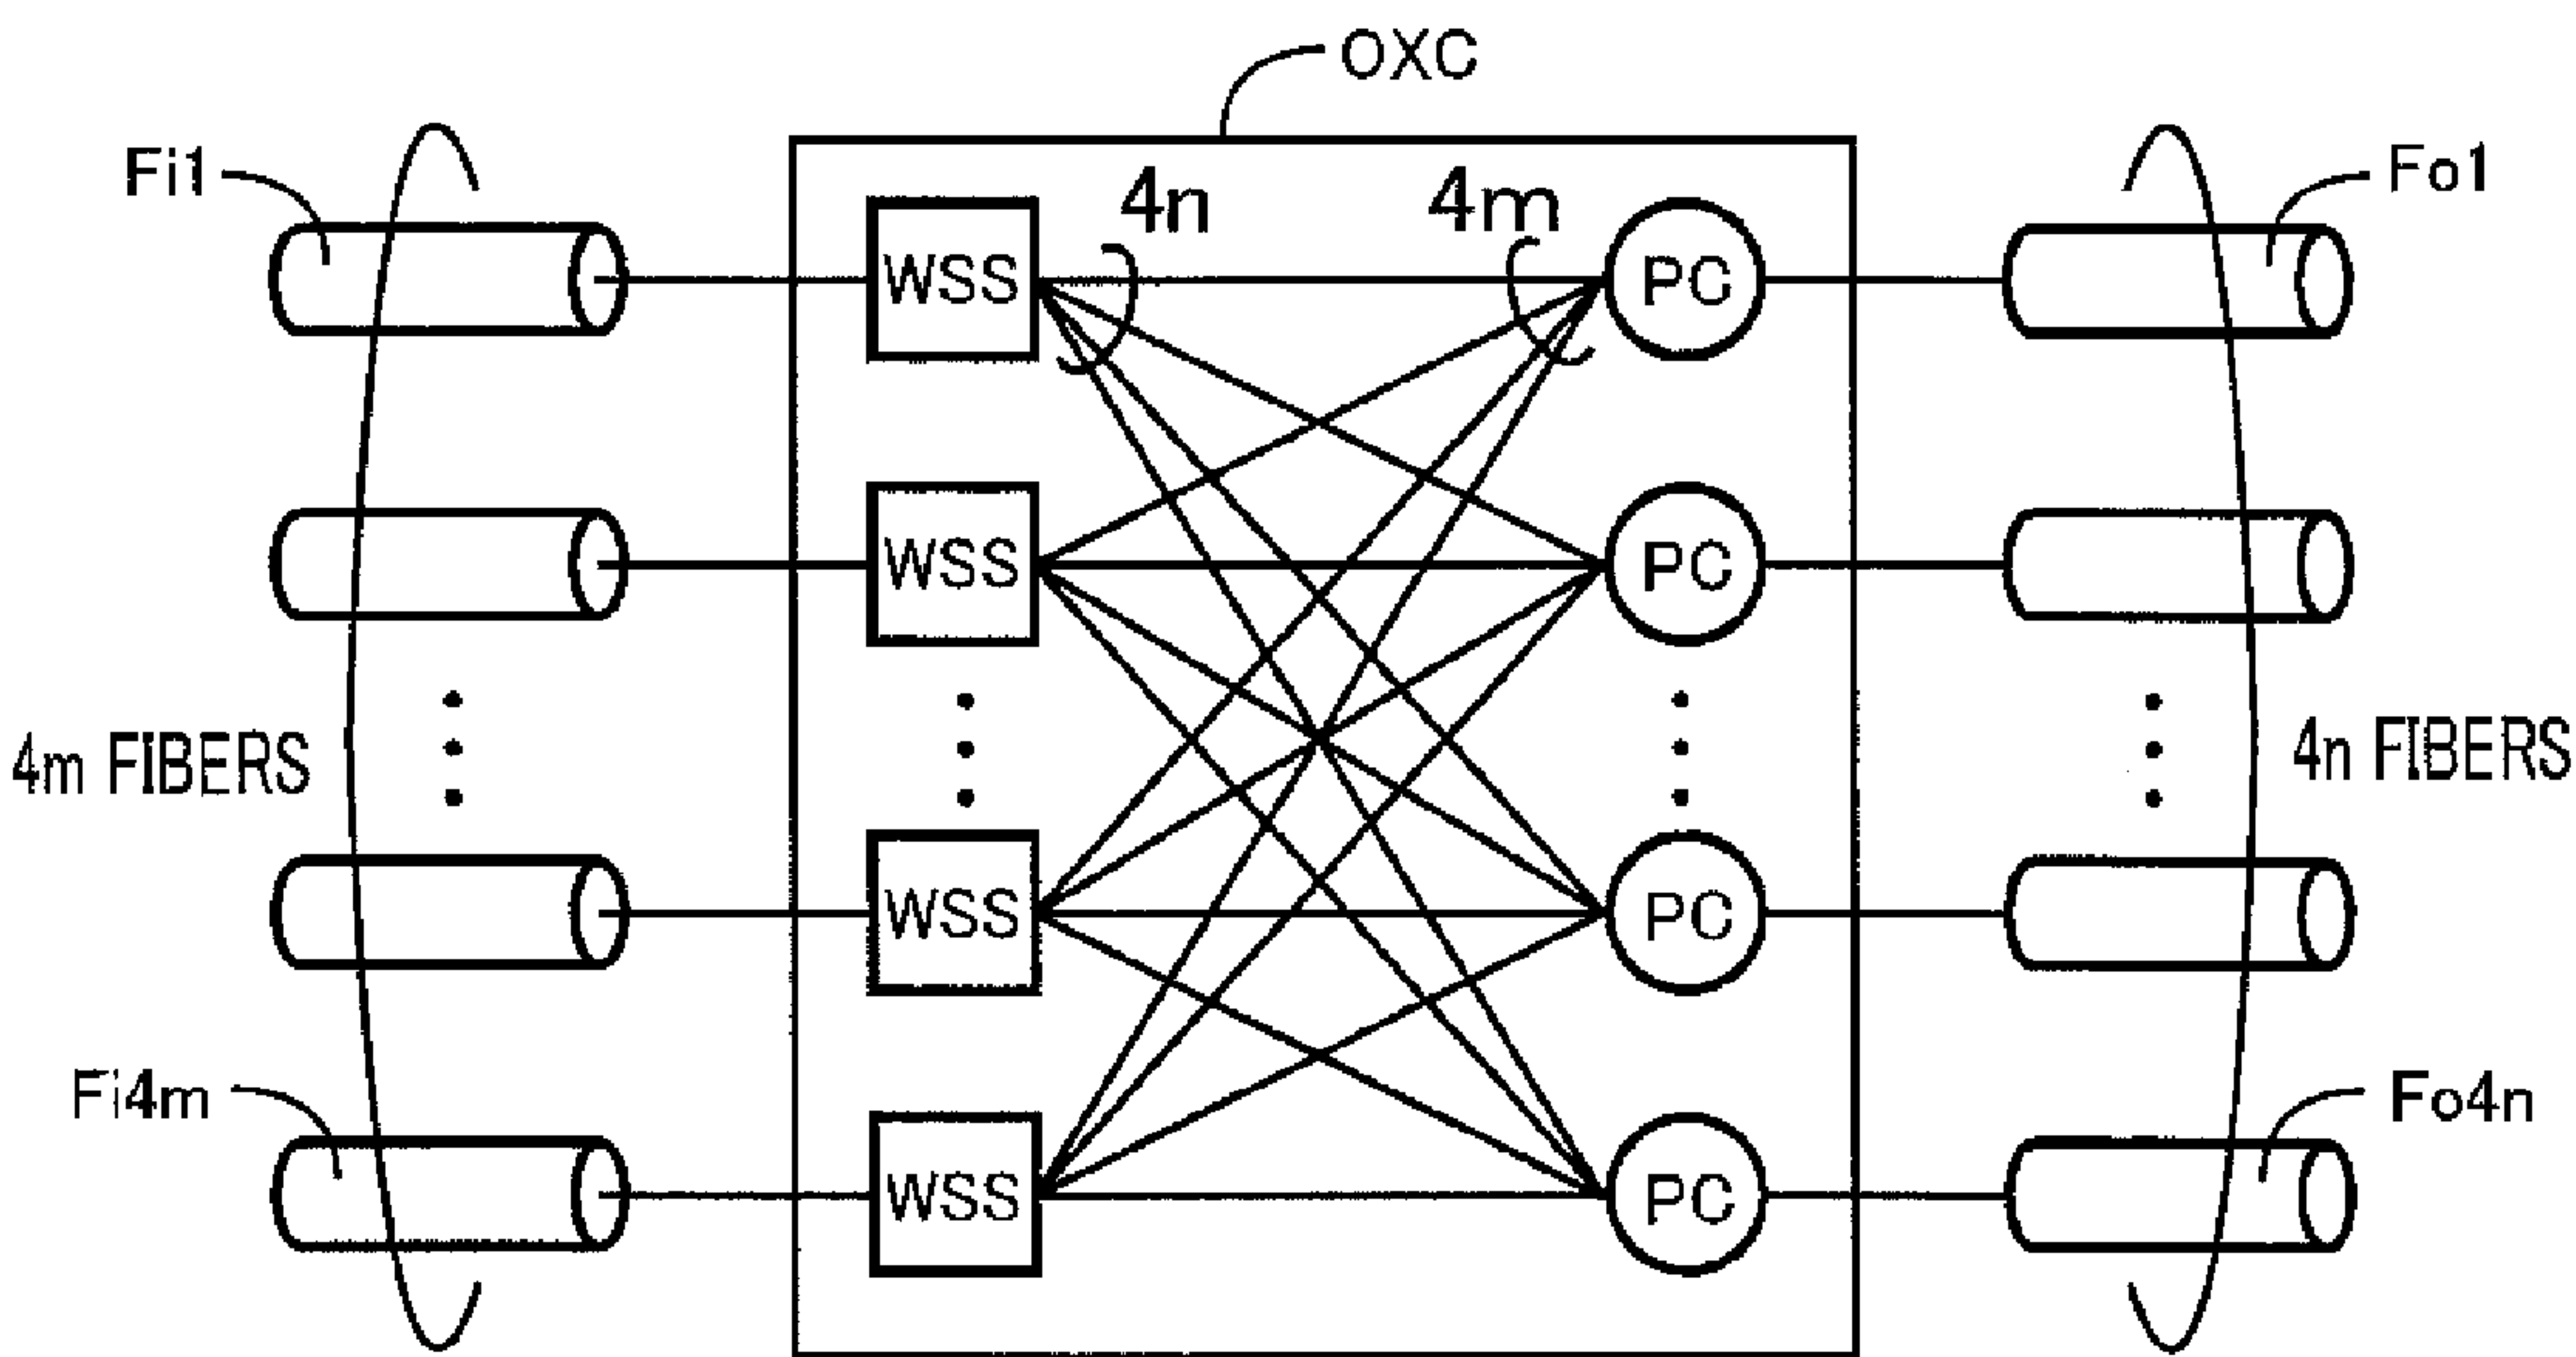 OXC
Fi1
4n
4m
Fo1
WSS
PC
WSS
PC
4m FIBERS
4n FIBERS
WSS
PC
Fi4m
Fo4n
WSS
PC